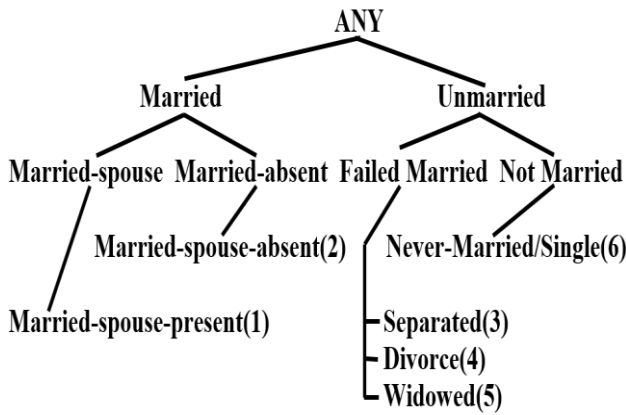 ANY
Married Unmarried
Married-spouse Married-absent Failed Married Not Married
Married-spouse-absent(2) Never-Married/Single(6)
Married-spouse-present(1) Separated(3)
Divorce(4)
Widowed(5)